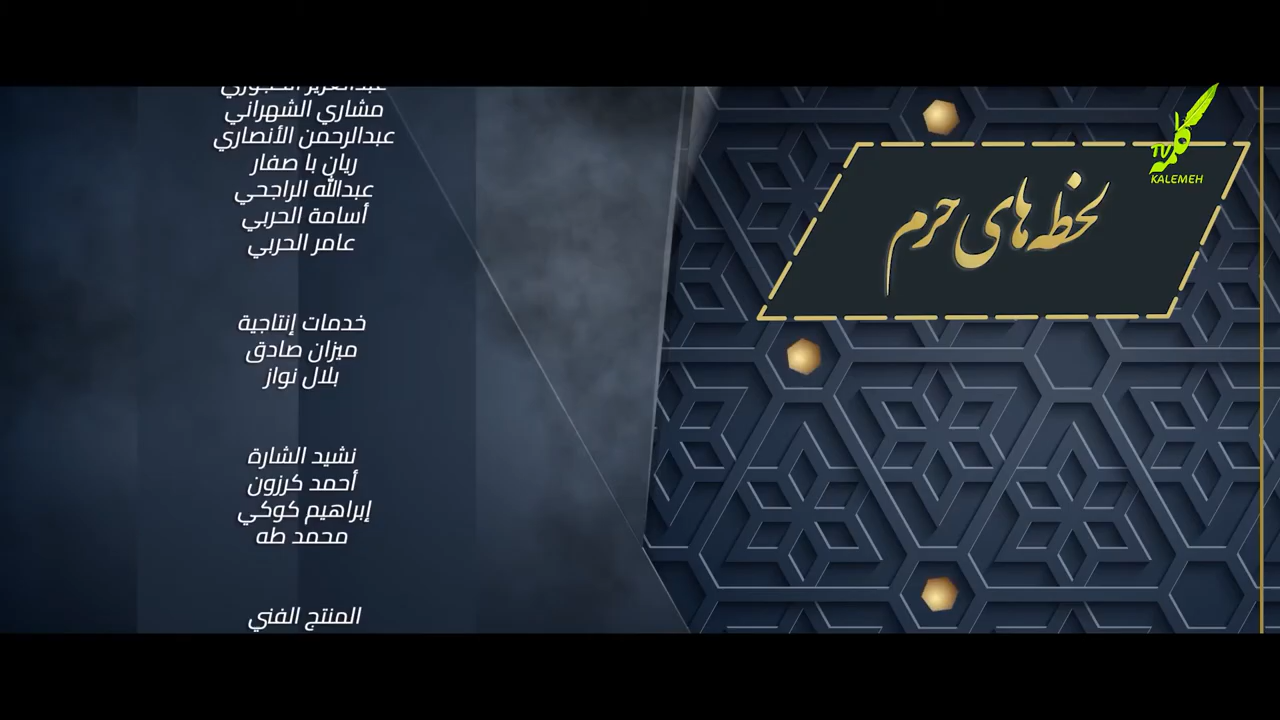 مشاري الشهراني
عبدالرحمن الأنصاري
ريان با صفار
عبدالله الراجحي
أسامة الحربي
عامر الحربي
خدمات إنتاجية
ميزان صادق
بلال نواز
نشيد الشارة
أحمد كرزون
إبراهيم كوكي
محمد طه
المنتج الفني
لحظه های حرم
TV
KALEMEH